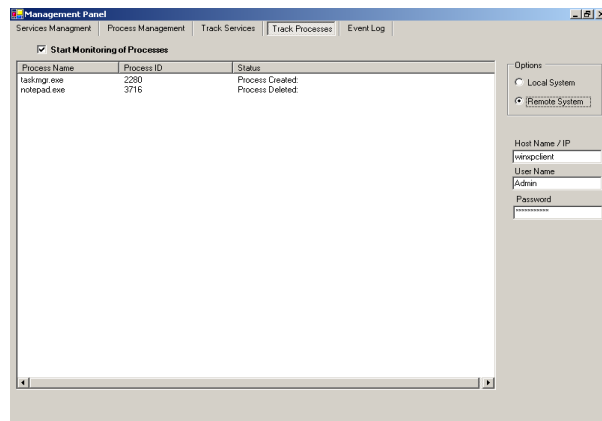 Management Panel
Services Managment Process Management Track Services Track Processes Event Log
Start Monitoring of Processes
Process Name Process ID Status
taskmgr.exe 2280 Process Created:
notepad.exe 3716 Process Deleted:
Options
Local System
Remote System
Host Name / IP
winxpclient
User Name
Admin
Password
***********